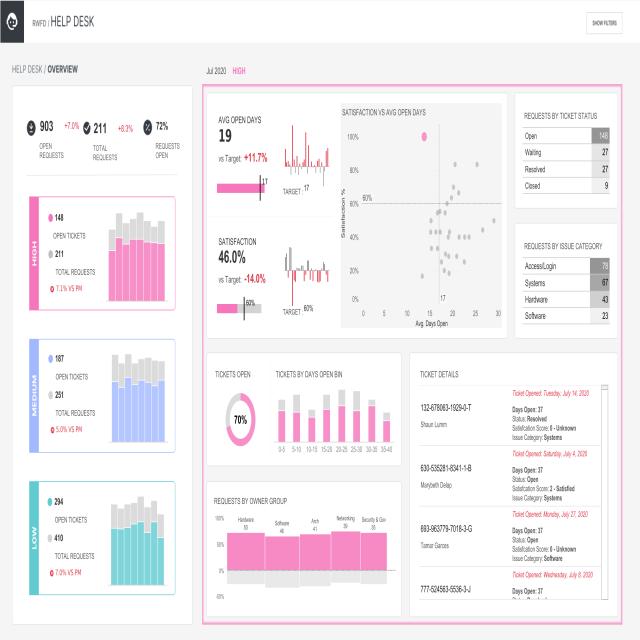 RWFD / HELP DESK
SHOW FILTERS
HELP DESK / OVERVIEW
Jul 2020 HIGH
903 +7.0% 211 +8.3% 72%
OPEN REQUESTS
TOTAL REQUESTS
REQUESTS OPEN
HIGH
148
OPEN TICKETS
211
TOTAL REQUESTS
7.1% VS PM
MEDIUM
187
OPEN TICKETS
251
TOTAL REQUESTS
5.0% VS PM
LOW
294
OPEN TICKETS
410
TOTAL REQUESTS
7.0% VS PM
AVG OPEN DAYS
19
vs Target: +11.7%
17
TARGET : 17
SATISFACTION
46.0%
vs Target: -14.0%
60%
TARGET : 60%
SATISFACTION VS AVG OPEN DAYS
100%
80%
60%
60%
40%
20%
0%
Satisfaction %
17
0 5 10 15 20 25 30
Avg. Days Open
REQUESTS BY TICKET STATUS
Open 148
Waiting 27
Resolved 27
Closed 9
REQUESTS BY ISSUE CATEGORY
Access/Login 78
Systems 67
Hardware 43
Software 23
TICKETS OPEN
70%
TICKETS BY DAYS OPEN BIN
0-5 5-10 10-15 15-20 20-25 25-30 30-35 35-40
REQUESTS BY OWNER GROUP
100%
50%
0%
Hardware
Software
Arch
41
Networking
39
Security & Gov
TICKET DETAILS
Ticket Opened: Tuesday, July 14, 2020
132-678063-1929-0-T
Shaun Lumm
Days Open: 37
Status: Resolved
Satisfcation Score: 0 - Unknown
Issue Category: Systems
Ticket Opened: Saturday, July 4, 2020
630-535281-8341-1-B
Marybeth Delap
Days Open: 37
Status: Open
Satisfcation Score: 2 - Satisfied
Issue Category: Systems
Ticket Opened: Monday, July 27, 2020
893-963779-7018-3-G
Tamar Garces
Days Open: 37
Status: Open
Satisfcation Score: 0 - Unknown
Issue Category: Software
Ticket Opened: Wednesday, July 8, 2020
777-524563-5536-3-J
Days Open: 37